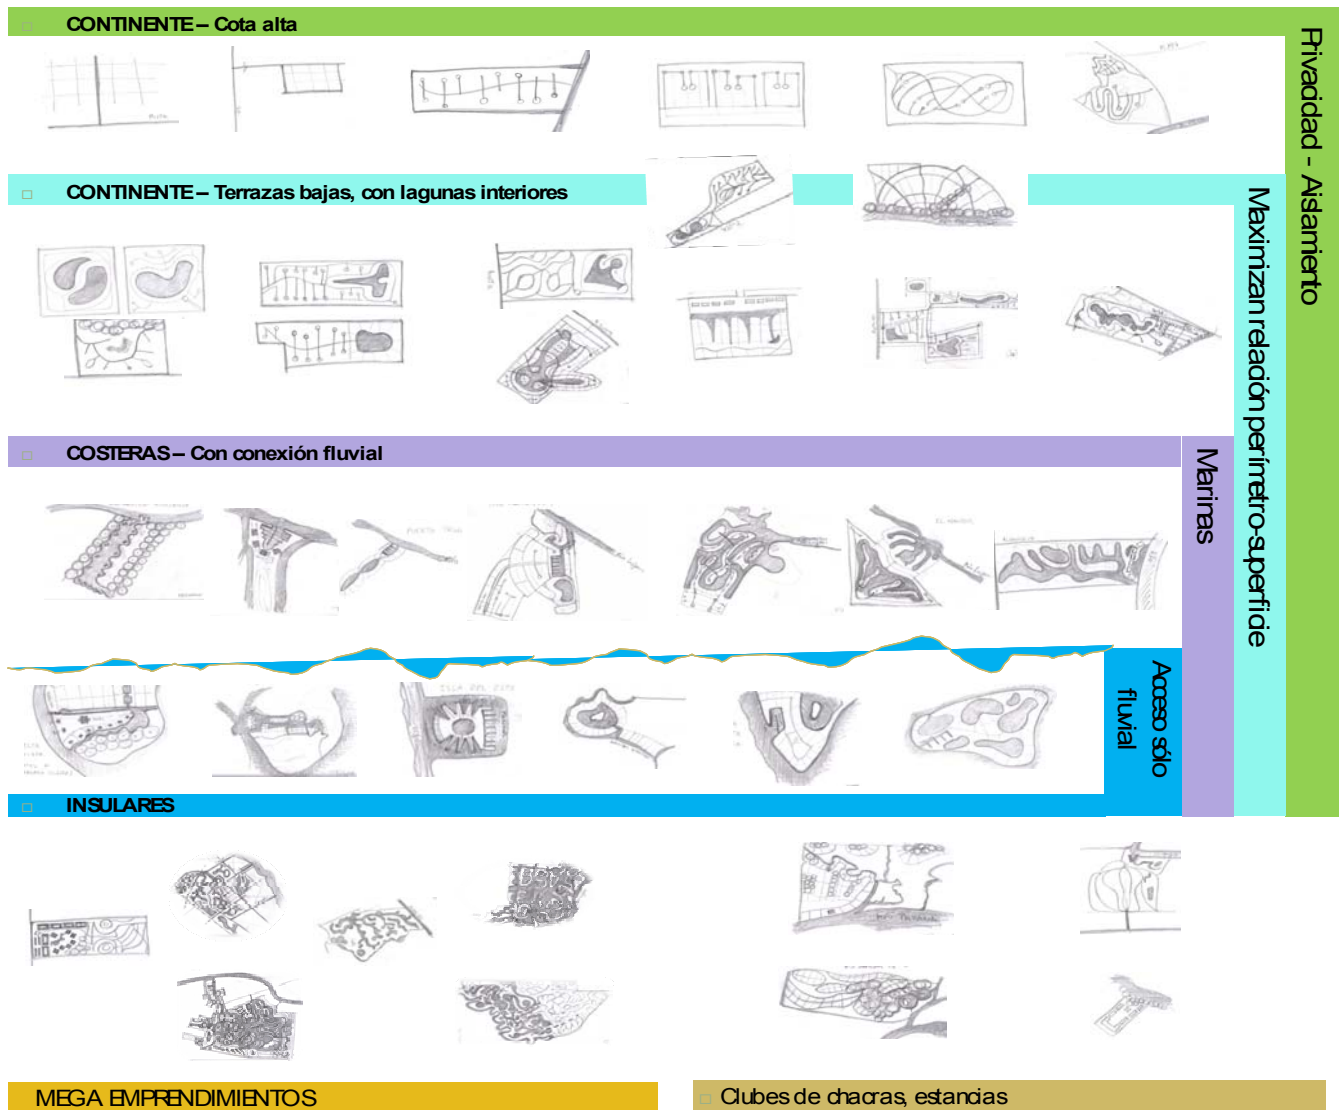 CONTINENTE – Cota alta
Privacidad - Aislamiento
CONTINENTE – Terrazas bajas, con lagunas interiores
Maximizan relación perímetro-superficie
COSTERAS – Con conexión fluvial
Marinas
Acceso sólo
fluvial
INSULARES
MEGA EMPRENDIMIENTOS
Clubes de chacras, estancias